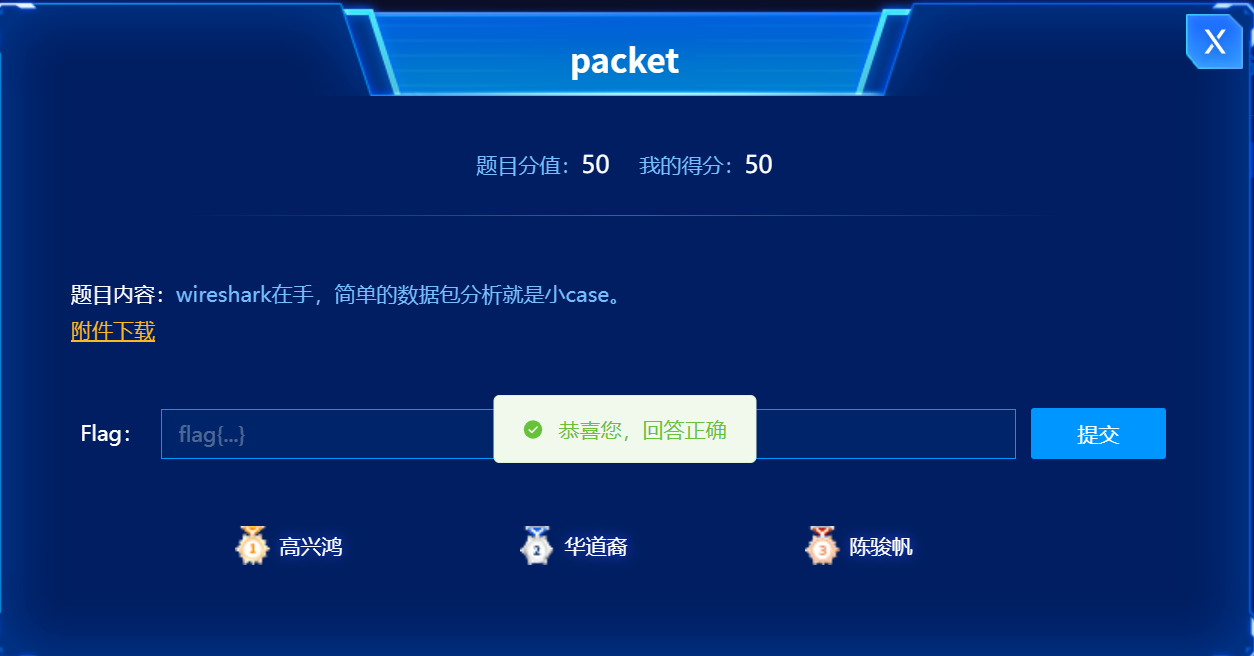 packet
X
题目分值：50 我的得分：50
题目内容：wireshark在手，简单的数据包分析就是小case。
附件下载
Flag： flag{...} 恭喜您，回答正确 提交
1 高兴鸿 2 华道裔 3 陈骏帆